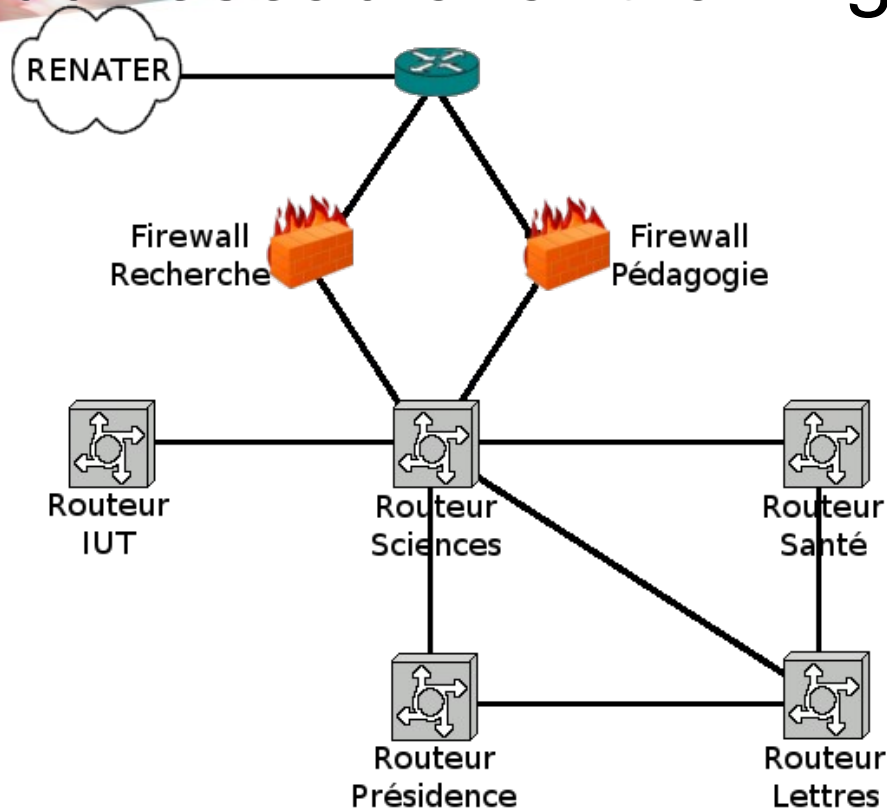 RENATER
Firewall
Recherche
Firewall
Pédagogie
Routeur
IUT
Routeur
Sciences
Routeur
Santé
Routeur
Présidence
Routeur
Lettres